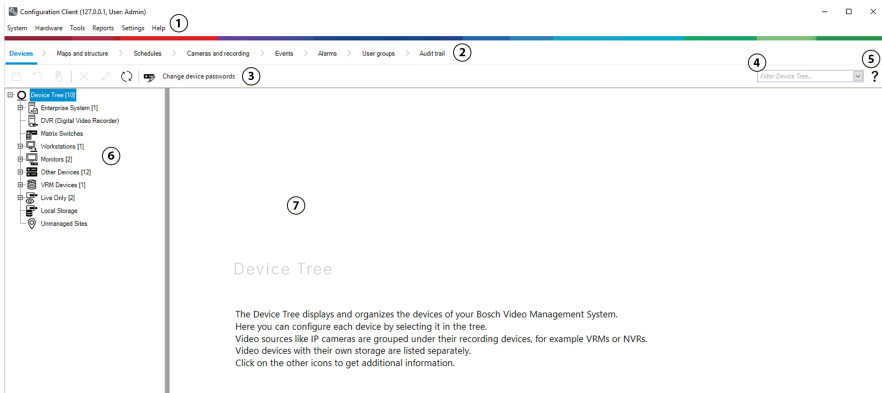 Configuration Client (127.0.0.1, User: Admin)
System Hardware Tools Reports Settings Help 1
Devices > Maps and structure > Schedules > Cameras and recording > Events > Alarms > User groups > Audit trail 2
4 5
Change device passwords 3 Filter Device Tree... ?
Device Tree [10]
Enterprise System [1]
DVR (Digital Video Recorder)
Matrix Switches
Workstations [1]
6
Monitors [2]
Other Devices [12]
VRM Devices [1]
Live Only [2]
7
Local Storage
Unmanaged Sites
Device Tree
The Device Tree displays and organizes the devices of your Bosch Video Management System.
Here you can configure each device by selecting it in the tree.
Video sources like IP cameras are grouped under their recording devices, for example VRMs or NVRs.
Video devices with their own storage are listed separately.
Click on the other icons to get additional information.